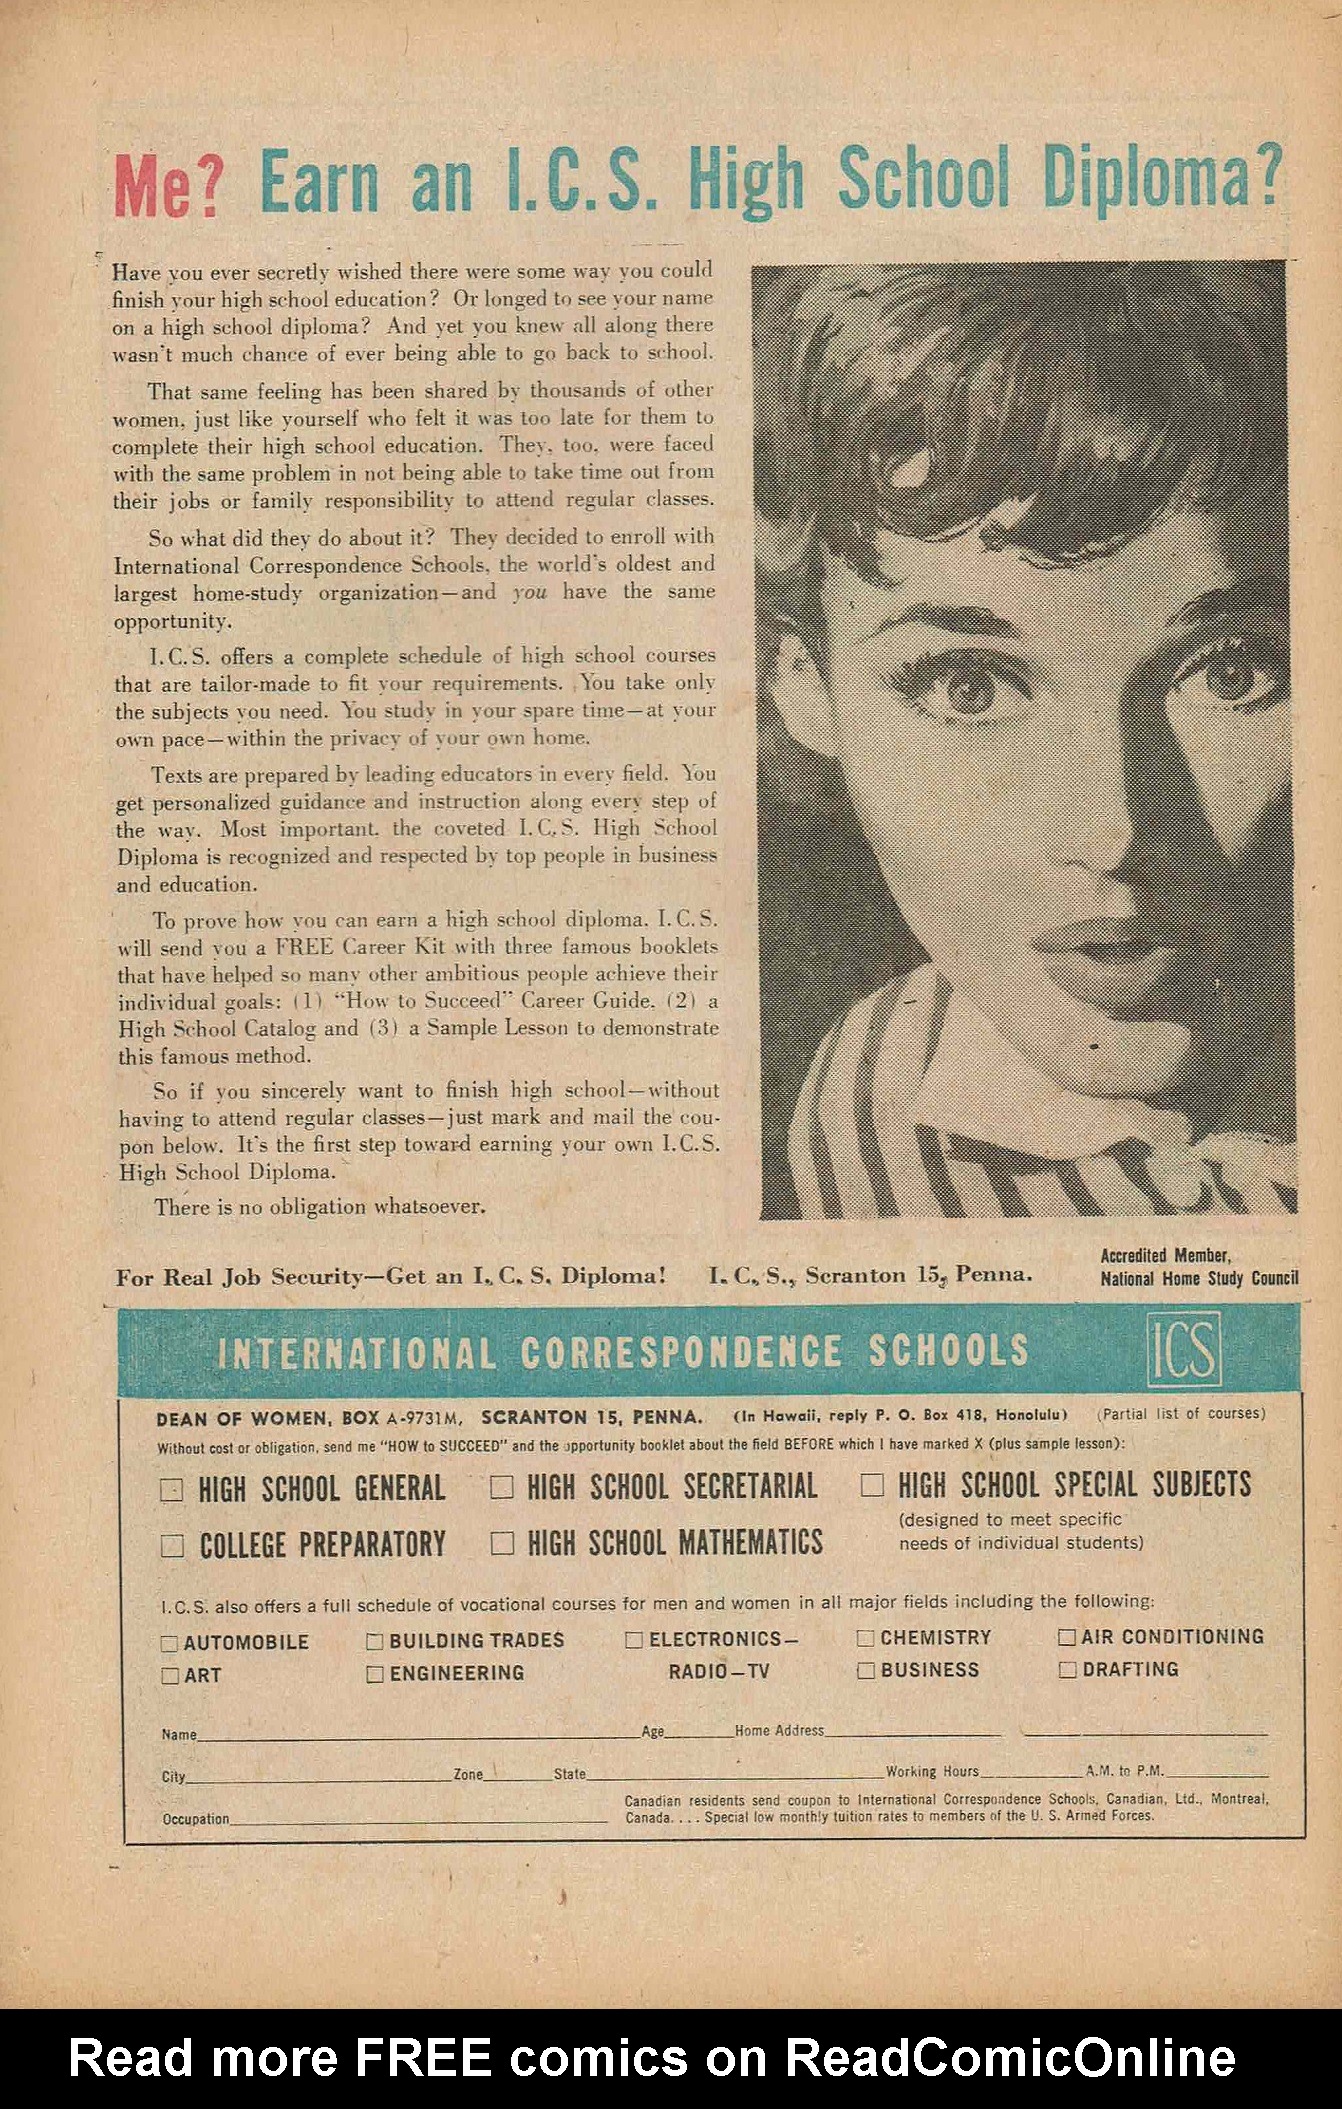 Me? Earn an I.C.S. High School Diploma?
Have you ever secretly wished there were some way you could
finish your high school education? Or longed to see your name
on a high school diploma? And yet you knew all along there
wasn't much chance of ever being able to go back to school.
That same feeling has been shared by thousands of other
women, just like yourself who felt it was too late for them to
complete their high school education. They, too, were faced
with the same problem in not being able to take time out from
their jobs or family responsibility to attend regular classes.
So what did they do about it? They decided to enroll with
International Correspondence Schools, the world's oldest and
largest home-study organization—and you have the same
opportunity.
I.C.S. offers a complete schedule of high school courses
that are tailor-made to fit your requirements. You take only
the subjects you need. You study in your spare time—at your
own pace—within the privacy of your own home.
Texts are prepared by leading educators in every field. You
get personalized guidance and instruction along every step of
the way. Most important, the coveted I.C.S. High School
Diploma is recognized and respected by top people in business
and education.
To prove how you can earn a high school diploma, I.C.S.
will send you a FREE Career Kit with three famous booklets
that have helped so many other ambitious people achieve their
individual goals: (1) "How to Succeed" Career Guide, (2) a
High School Catalog and (3) a Sample Lesson to demonstrate
this famous method.
So if you sincerely want to finish high school—without
having to attend regular classes—just mark and mail the cou-
pon below. It's the first step toward earning your own I.C.S.
High School Diploma.
There is no obligation whatsoever.
For Real Job Security—Get an I. C. S. Diploma! I. C. S., Scranton 15, Penna.
Accredited Member,
National Home Study Council
INTERNATIONAL CORRESPONDENCE SCHOOLS
ICS
DEAN OF WOMEN, BOX A-9731M, SCRANTON 15, PENNA. (In Hawaii, reply P. O. Box 418, Honolulu) (Partial list of courses)
Without cost or obligation, send me "HOW to SUCCEED" and the opportunity booklet about the field BEFORE which I have marked X (plus sample lesson):
☐ HIGH SCHOOL GENERAL ☐ HIGH SCHOOL SECRETARIAL ☐ HIGH SCHOOL SPECIAL SUBJECTS
(designed to meet specific
needs of individual students)
☐ COLLEGE PREPARATORY ☐ HIGH SCHOOL MATHEMATICS
I.C.S. also offers a full schedule of vocational courses for men and women in all major fields including the following:
☐ AUTOMOBILE ☐ BUILDING TRADES ☐ ELECTRONICS— ☐ CHEMISTRY ☐ AIR CONDITIONING
☐ ART ☐ ENGINEERING RADIO—TV ☐ BUSINESS ☐ DRAFTING
Name Age Home Address
City Zone State Working Hours A.M. to P.M.
Occupation
Canadian residents send coupon to International Correspondence Schools, Canadian, Ltd., Montreal,
Canada. . . . Special low monthly tuition rates to members of the U. S. Armed Forces.
Read more FREE comics on ReadComicOnline